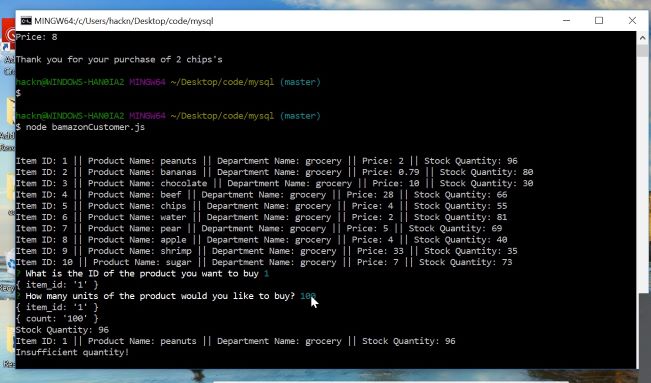 MINGW64:/c/Users/hackn/Desktop/code/mysql
Price: 8
Thank you for your purchase of 2 chips's
hackn@WINDOWS-HAN0IA2 MINGW64 ~/Desktop/code/mysql (master)
$
hackn@WINDOWS-HAN0IA2 MINGW64 ~/Desktop/code/mysql (master)
$ node bamazonCustomer.js
Item ID: 1 || Product Name: peanuts || Department Name: grocery || Price: 2 || Stock Quantity: 96
Item ID: 2 || Product Name: bananas || Department Name: grocery || Price: 0.79 || Stock Quantity: 80
Item ID: 3 || Product Name: chocolate || Department Name: grocery || Price: 10 || Stock Quantity: 30
Item ID: 4 || Product Name: beef || Department Name: grocery || Price: 28 || Stock Quantity: 66
Item ID: 5 || Product Name: chips || Department Name: grocery || Price: 4 || Stock Quantity: 55
Item ID: 6 || Product Name: water || Department Name: grocery || Price: 2 || Stock Quantity: 81
Item ID: 7 || Product Name: pear || Department Name: grocery || Price: 5 || Stock Quantity: 69
Item ID: 8 || Product Name: apple || Department Name: grocery || Price: 4 || Stock Quantity: 40
Item ID: 9 || Product Name: shrimp || Department Name: grocery || Price: 33 || Stock Quantity: 35
Item ID: 10 || Product Name: sugar || Department Name: grocery || Price: 7 || Stock Quantity: 73
? What is the ID of the product you want to buy 1
{ item_id: '1' }
? How many units of the product would you like to buy? 100
{ item_id: '1' }
{ count: '100' }
Stock Quantity: 96
Item ID: 1 || Product Name: peanuts || Department Name: grocery || Stock Quantity: 96
Insufficient quantity!